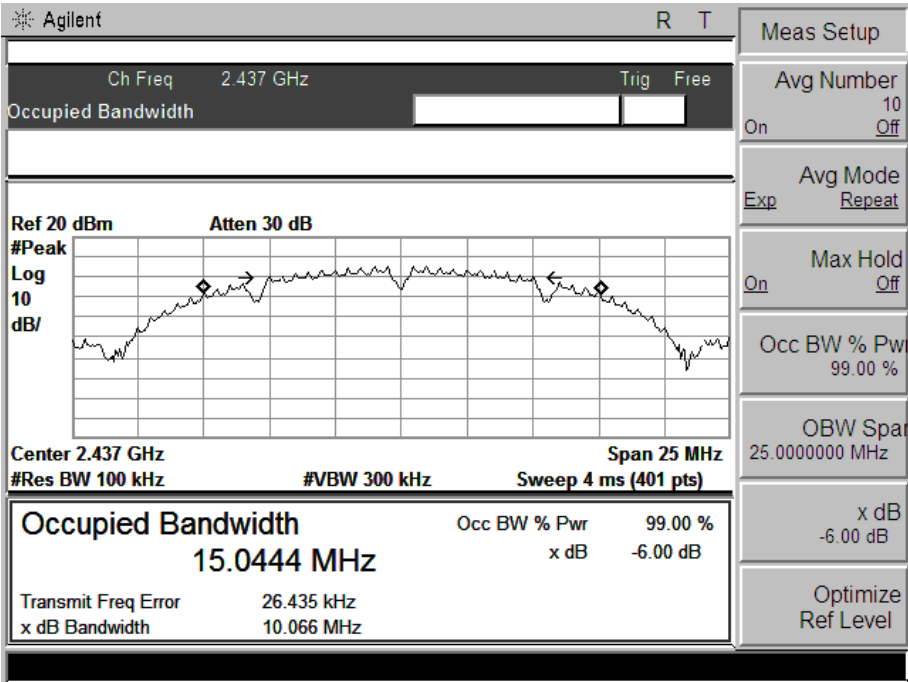 Agilent R T
Ch Freq 2.437 GHz Trig Free
Occupied Bandwidth
Ref 20 dBm Atten 30 dB
#Peak
Log
10
dB/
Center 2.437 GHz Span 25 MHz
#Res BW 100 kHz #VBW 300 kHz Sweep 4 ms (401 pts)
Occupied Bandwidth Occ BW % Pwr 99.00 %
15.0444 MHz x dB -6.00 dB
Transmit Freq Error 26.435 kHz
x dB Bandwidth 10.066 MHz
Meas Setup
Avg Number
10
On Off
Avg Mode
Exp Repeat
Max Hold
On Off
Occ BW % Pwr
99.00 %
OBW Spar
25.0000000 MHz
x dB
-6.00 dB
Optimize
Ref Level